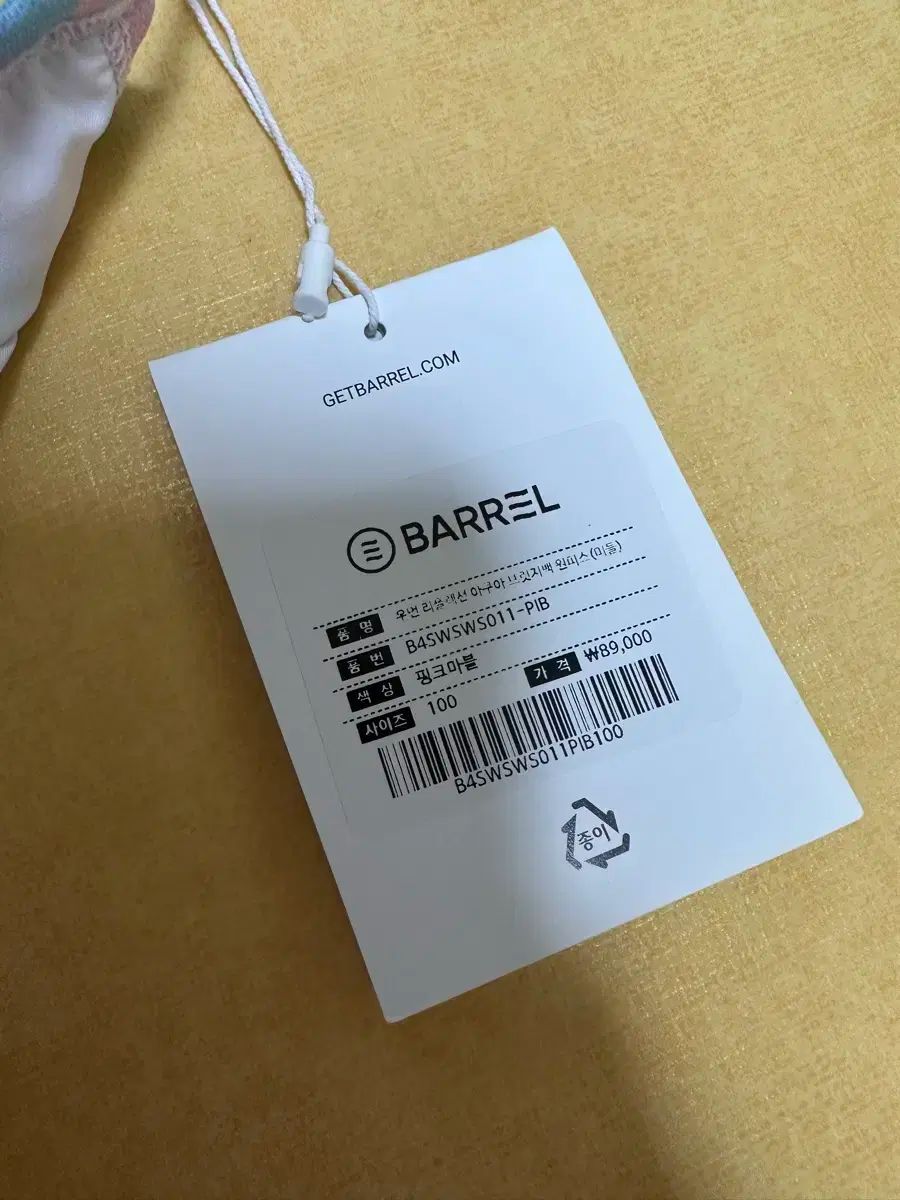 GETBARREL.COM
BARREL
품 명 우먼 리플렉션 아쿠아 브릿지백 원피스(미들)
품 번 B4SWSWS011-PIB
색 상 핑크마블
사이즈 100 가 격 ₩89,000
B4SWSWS011PIB100
종이